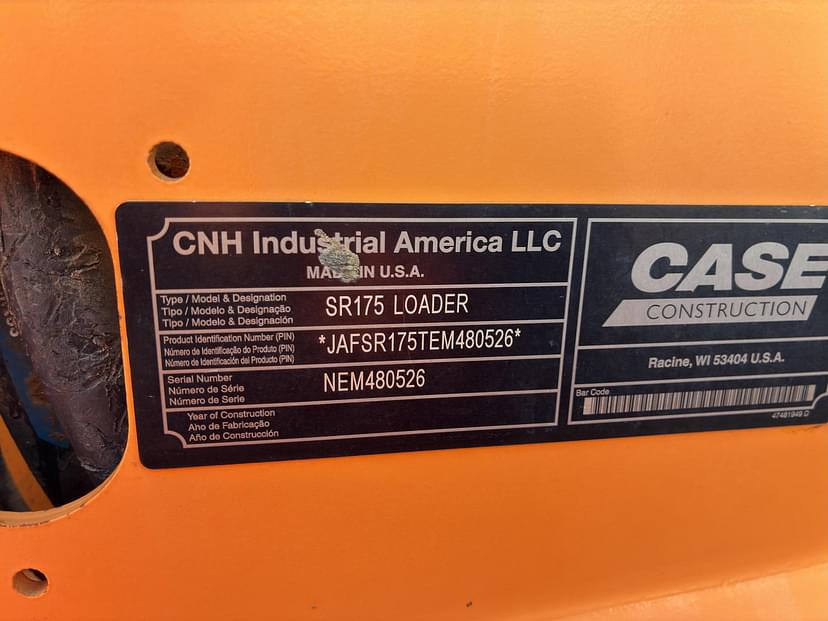 CNH Industrial America LLC
MADE IN U.S.A.
Type / Model & Designation
Tipo / Modelo & Designação
Tipo / Modelo & Designación
SR175 LOADER
Product Identification Number (PIN)
Número de Identificação do Produto (PIN)
Número de Identificación del Producto (PIN)
*JAFSR175TEM480526*
Serial Number
Número de Série
Número de Serie
NEM480526
Year of Construction
Aho de Fabricação
Año de Construcción
CASE
CONSTRUCTION
Racine, WI 53404 U.S.A.
Bar Code
47481949 D